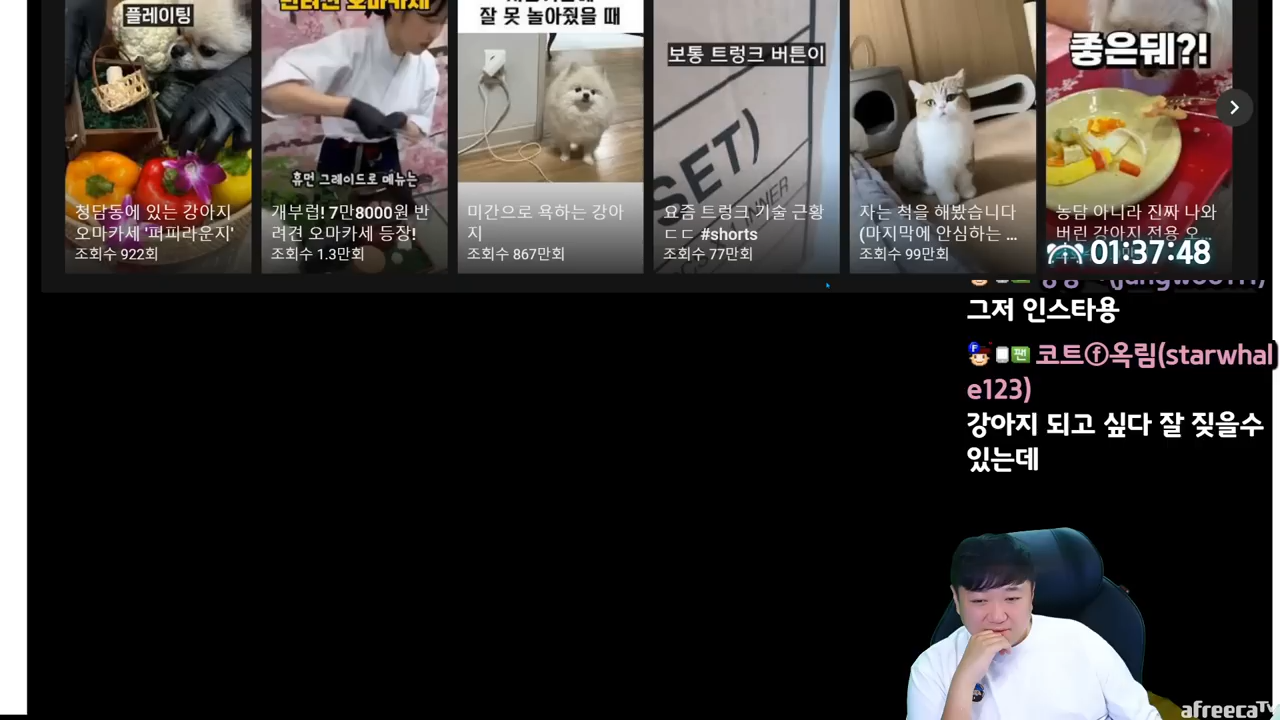 플레이팅
잘 못 놀아줬을 때
보통 트렁크 버튼이
좋은뒈?!
SET)
INNER
휴먼 그레이드로 메뉴는
청담동에 있는 강아지
오마카세 '퍼피라운지'
조회수 922회
개부럽! 7만8000원 반
려견 오마카세 등장!
조회수 1.3만회
미간으로 욕하는 강아
지
조회수 867만회
요즘 트렁크 기술 근황
ㄷㄷ #shorts
조회수 77만회
자는 척을 해봤습니다
(마지막에 안심하는 ...
조회수 99만회
농담 아니라 진짜 나와
버린 강아지 전용 오...
01:37:48
그저 인스타용
F 팬 코트ⓕ옥림(starwhal
e123)
강아지 되고 싶다 잘 짖을수
있는데
afreecaTV